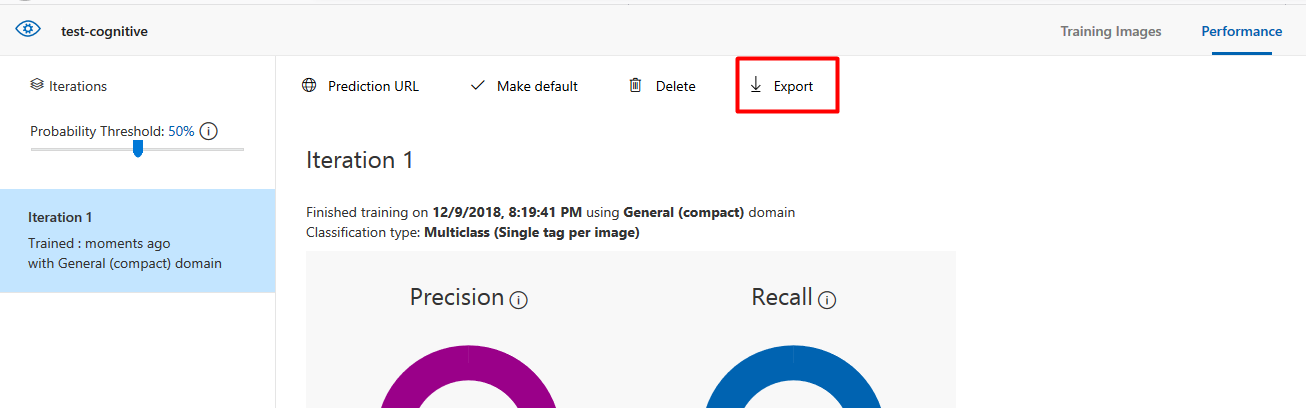 test-cognitive
Training Images
Performance
Iterations
Prediction URL
Make default
Delete
Export
Probability Threshold: 50%
Iteration 1
Trained : moments ago
with General (compact) domain
Iteration 1
Finished training on 12/9/2018, 8:19:41 PM using General (compact) domain
Classification type: Multiclass (Single tag per image)
Precision
Recall